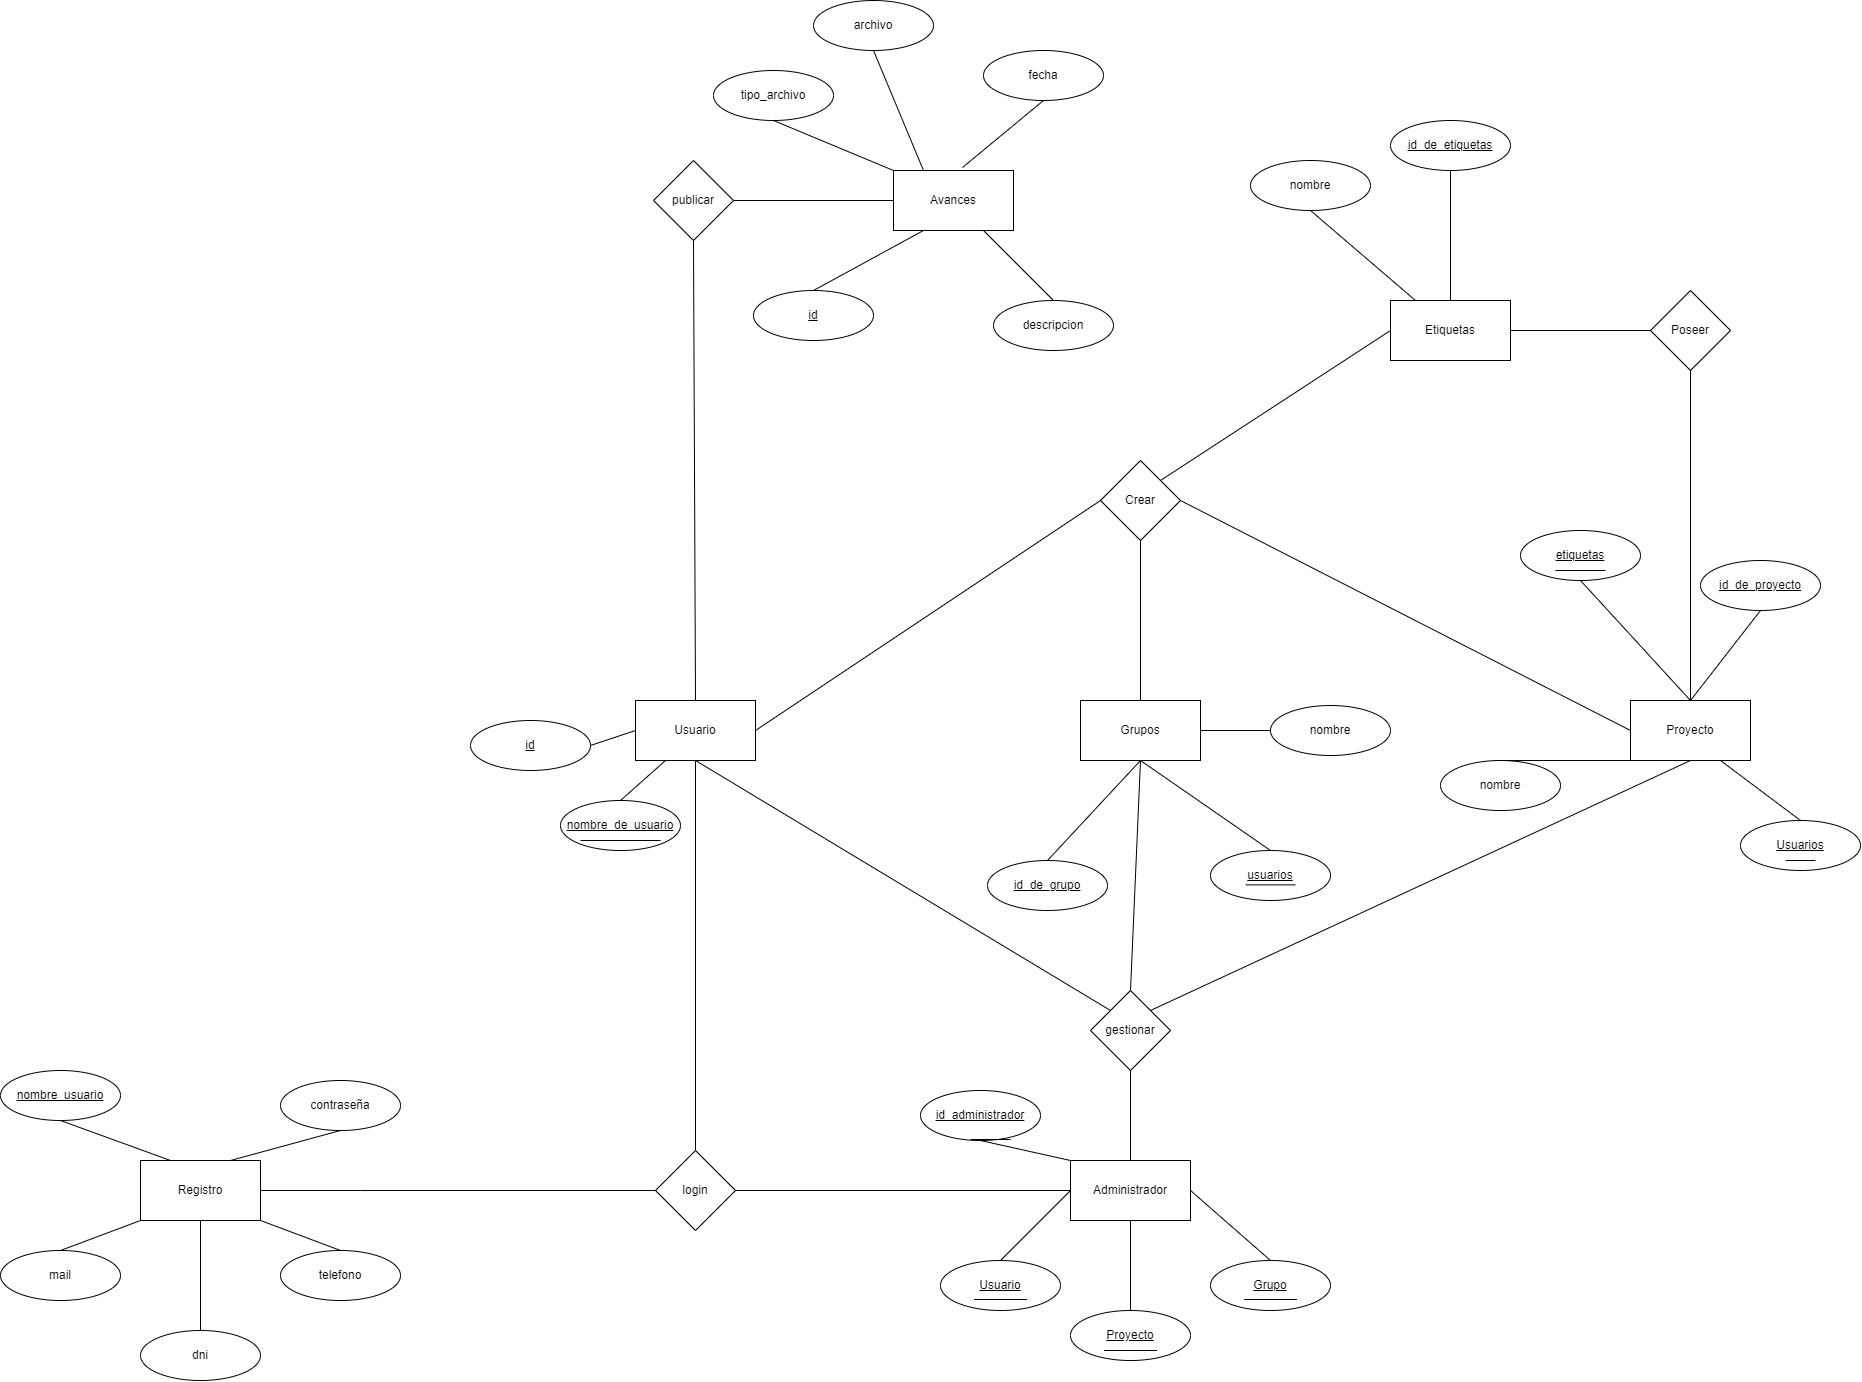 archivo
fecha
tipo_archivo
id_de_etiquetas
nombre
publicar
Avances
id
descripcion
Etiquetas
Poseer
Crear
etiquetas
id_de_proyecto
Usuario
Grupos
nombre
Proyecto
id
nombre
nombre_de_usuario
Usuarios
id_de_grupo
usuarios
gestionar
nombre_usuario
contraseña
id_administrador
Registro
login
Administrador
mail
telefono
Usuario
Grupo
Proyecto
dni